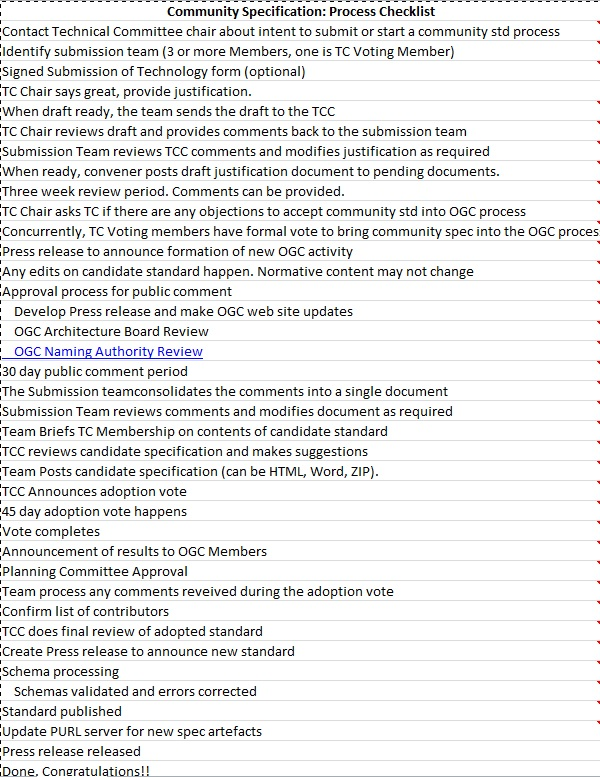 Community Specification: Process Checklist
Contact Technical Committee chair about intent to submit or start a community std process
Identify submission team (3 or more Members, one is TC Voting Member)
Signed Submission of Technology form (optional)
TC Chair says great, provide justification.
When draft ready, the team sends the draft to the TCC
TC Chair reviews draft and provides comments back to the submission team
Submission Team reviews TCC comments and modifies justification as required
When ready, convener posts draft justification document to pending documents.
Three week review period. Comments can be provided.
TC Chair asks TC if there are any objections to accept community std into OGC process
Concurrently, TC Voting members have formal vote to bring community spec into the OGC proces
Press release to announce formation of new OGC activity
Any edits on candidate standard happen. Normative content may not change
Approval process for public comment
Develop Press release and make OGC web site updates
OGC Architecture Board Review
OGC Naming Authority Review
30 day public comment period
The Submission teamconsolidates the comments into a single document
Submission Team reviews comments and modifies document as required
Team Briefs TC Membership on contents of candidate standard
TCC reviews candidate specification and makes suggestions
Team Posts candidate specification (can be HTML, Word, ZIP).
TCC Announces adoption vote
45 day adoption vote happens
Vote completes
Announcement of results to OGC Members
Planning Committee Approval
Team process any comments reveived during the adoption vote
Confirm list of contributors
TCC does final review of adopted standard
Create Press release to announce new standard
Schema processing
Schemas validated and errors corrected
Standard published
Update PURL server for new spec artefacts
Press release released
Done, Congratulations!!